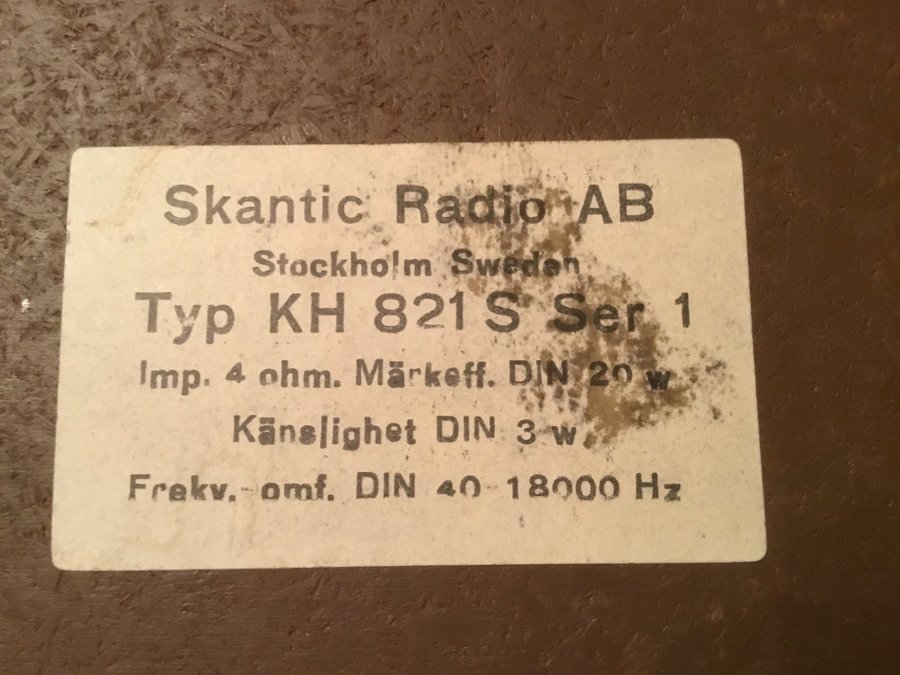 Skantic Radio AB
Stockholm Sweden
Typ KH 821 S Ser 1
Imp. 4 ohm. Märkeff. DIN 20 w
Känslighet DIN 3 w
Frekv.-omf. DIN 40-18000 Hz